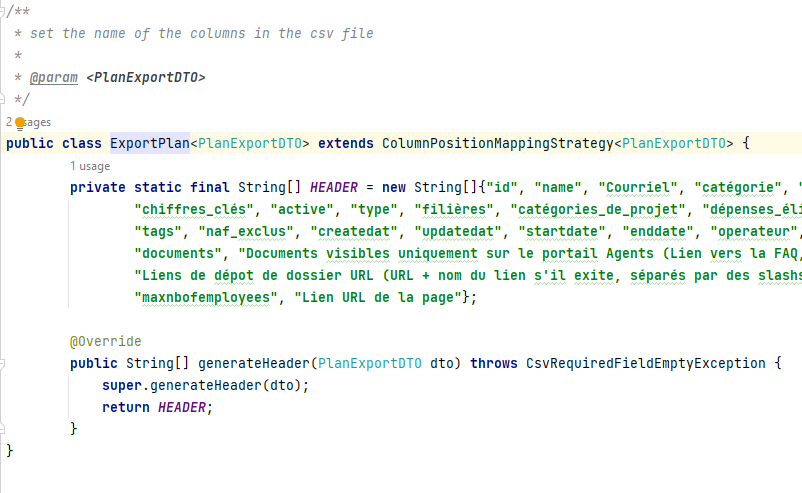 /**
* set the name of the columns in the csv file
*
* @param <PlanExportDTO>
*/
2 usages
public class ExportPlan<PlanExportDTO> extends ColumnPositionMappingStrategy<PlanExportDTO> {
1 usage
private static final String[] HEADER = new String[]{"id", "name", "Courriel", "catégorie", "
"chiffres_clés", "active", "type", "filières", "catégories_de_projet", "dépenses_éli
"tags", "naf_exclus", "createdat", "updatedat", "startdate", "enddate", "operateur",
"documents", "Documents visibles uniquement sur le portail Agents (Lien vers la FAQ,
"Liens de dépot de dossier URL (URL + nom du lien s'il exite, séparés par des slashs
"maxnbofemployees", "Lien URL de la page"};
@Override
public String[] generateHeader(PlanExportDTO dto) throws CsvRequiredFieldEmptyException {
super.generateHeader(dto);
return HEADER;
}
}